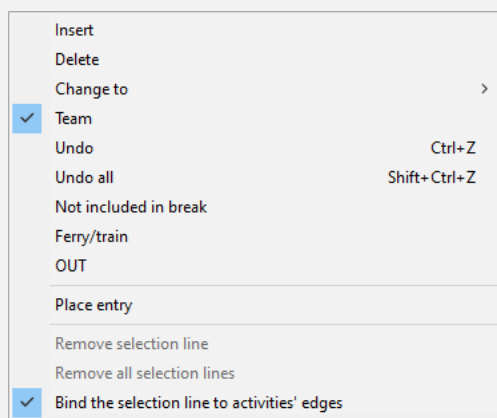 Insert
Delete
Change to
Team
Undo Ctrl+Z
Undo all Shift+Ctrl+Z
Not included in break
Ferry/train
OUT
Place entry
Remove selection line
Remove all selection lines
Bind the selection line to activities' edges